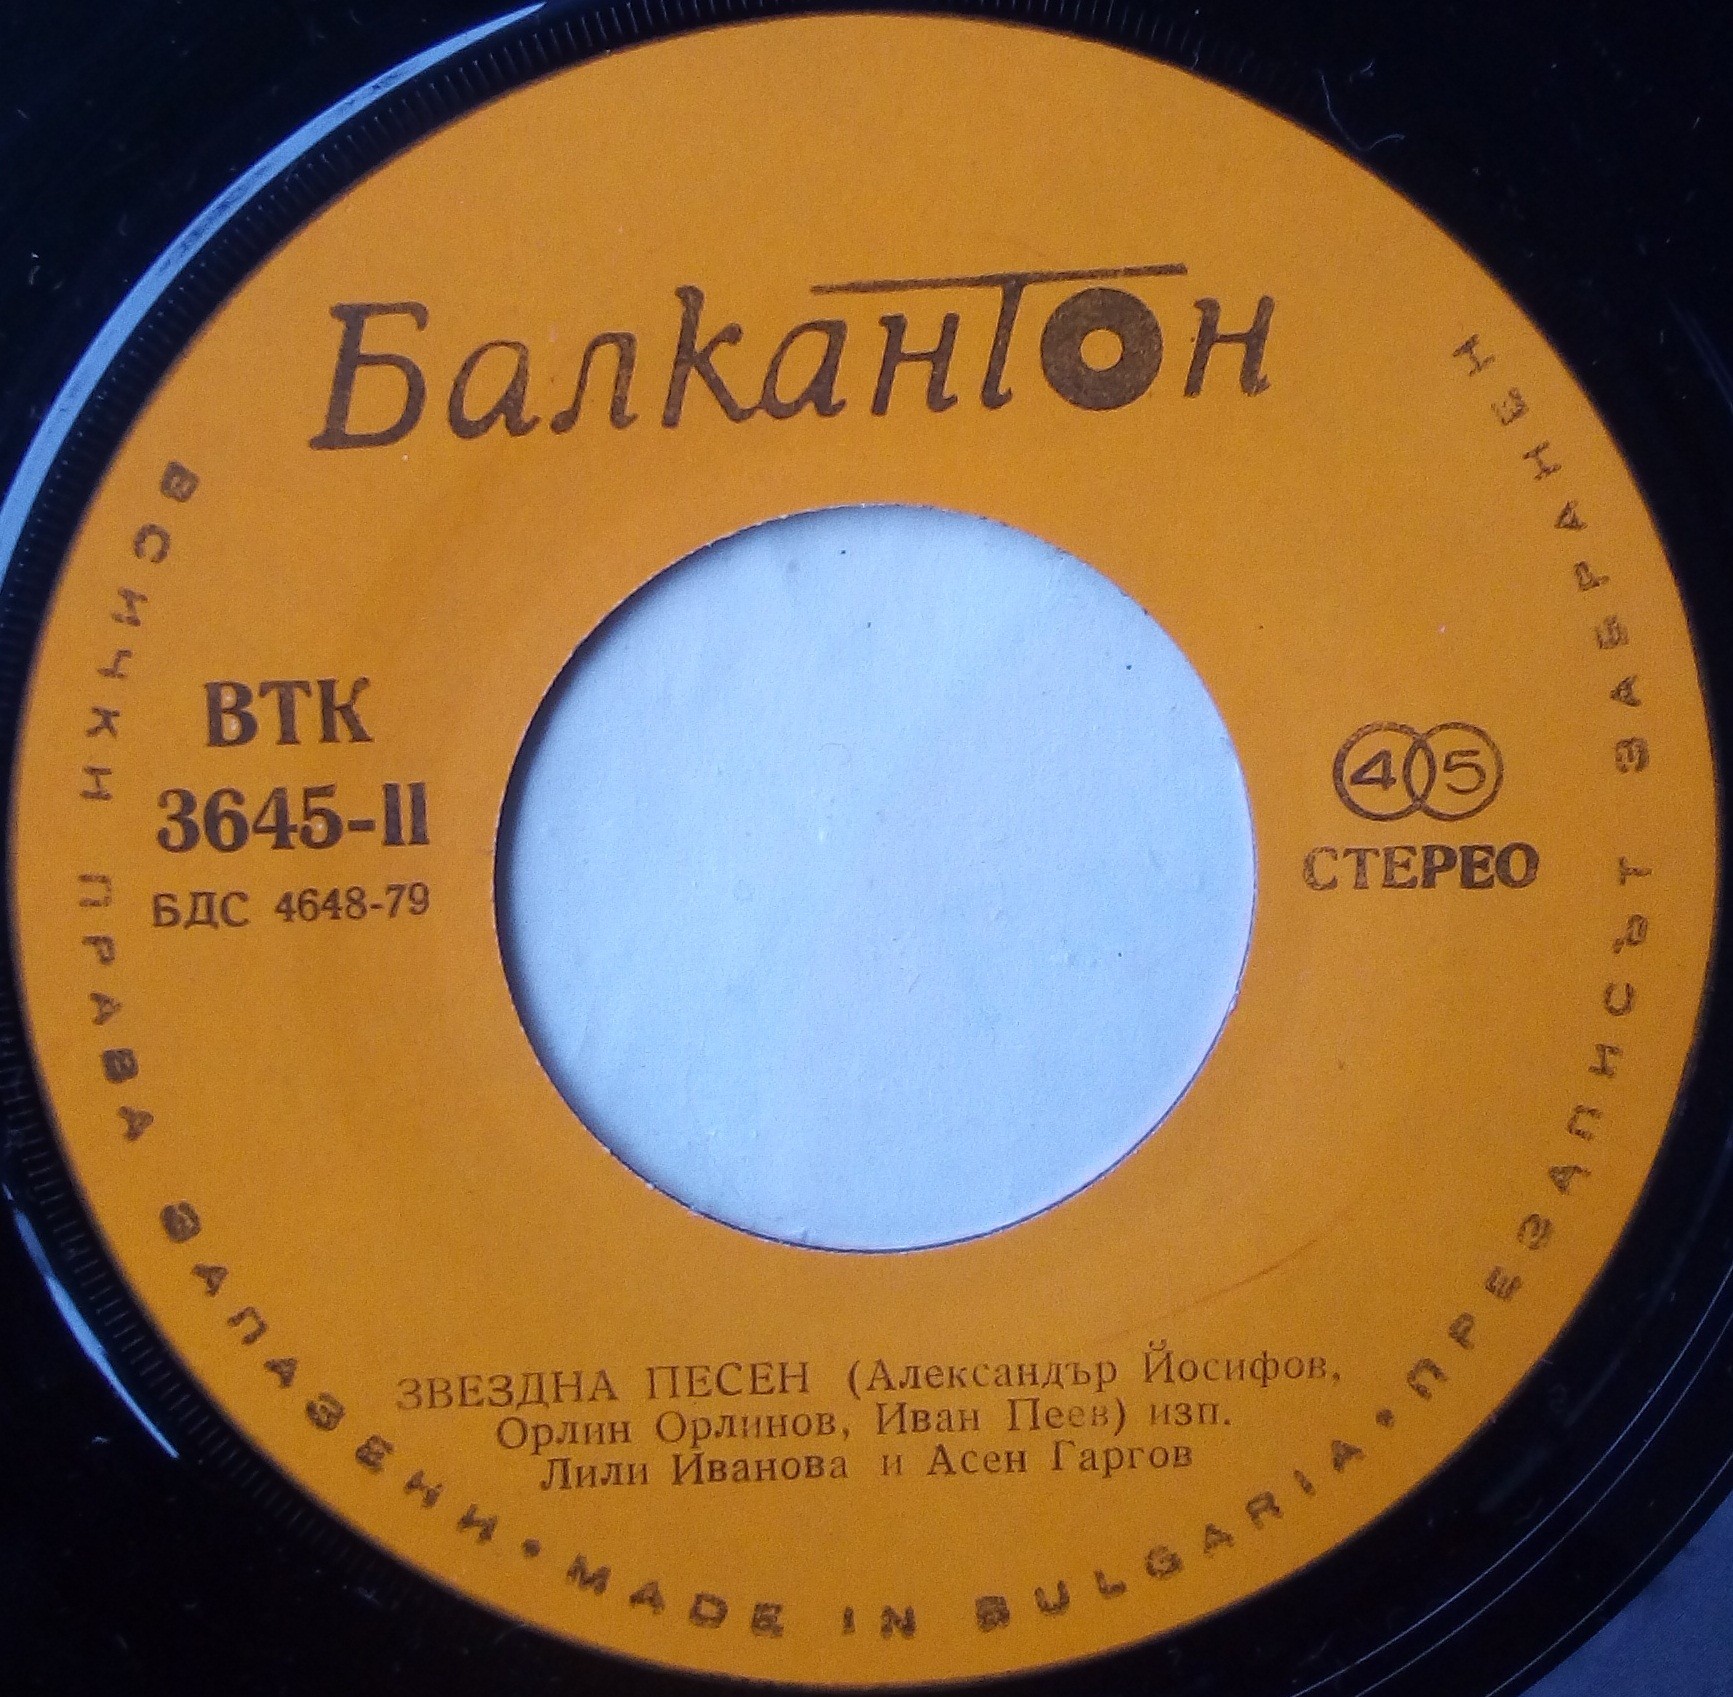 Балкантон
ВТК
3645-II
БДС 4648-79
45
СТЕРЕО
ЗВЕЗДНА ПЕСЕН (Александър Йосифов,
Орлин Орлинов, Иван Пеев) изп.
Лили Иванова и Асен Гаргов
ВСИЧКИ ПРАВА ЗАПАЗЕНИ • MADE IN BULGARIA • ПРЕЗАПИСЪТ ЗАБРАНЕН